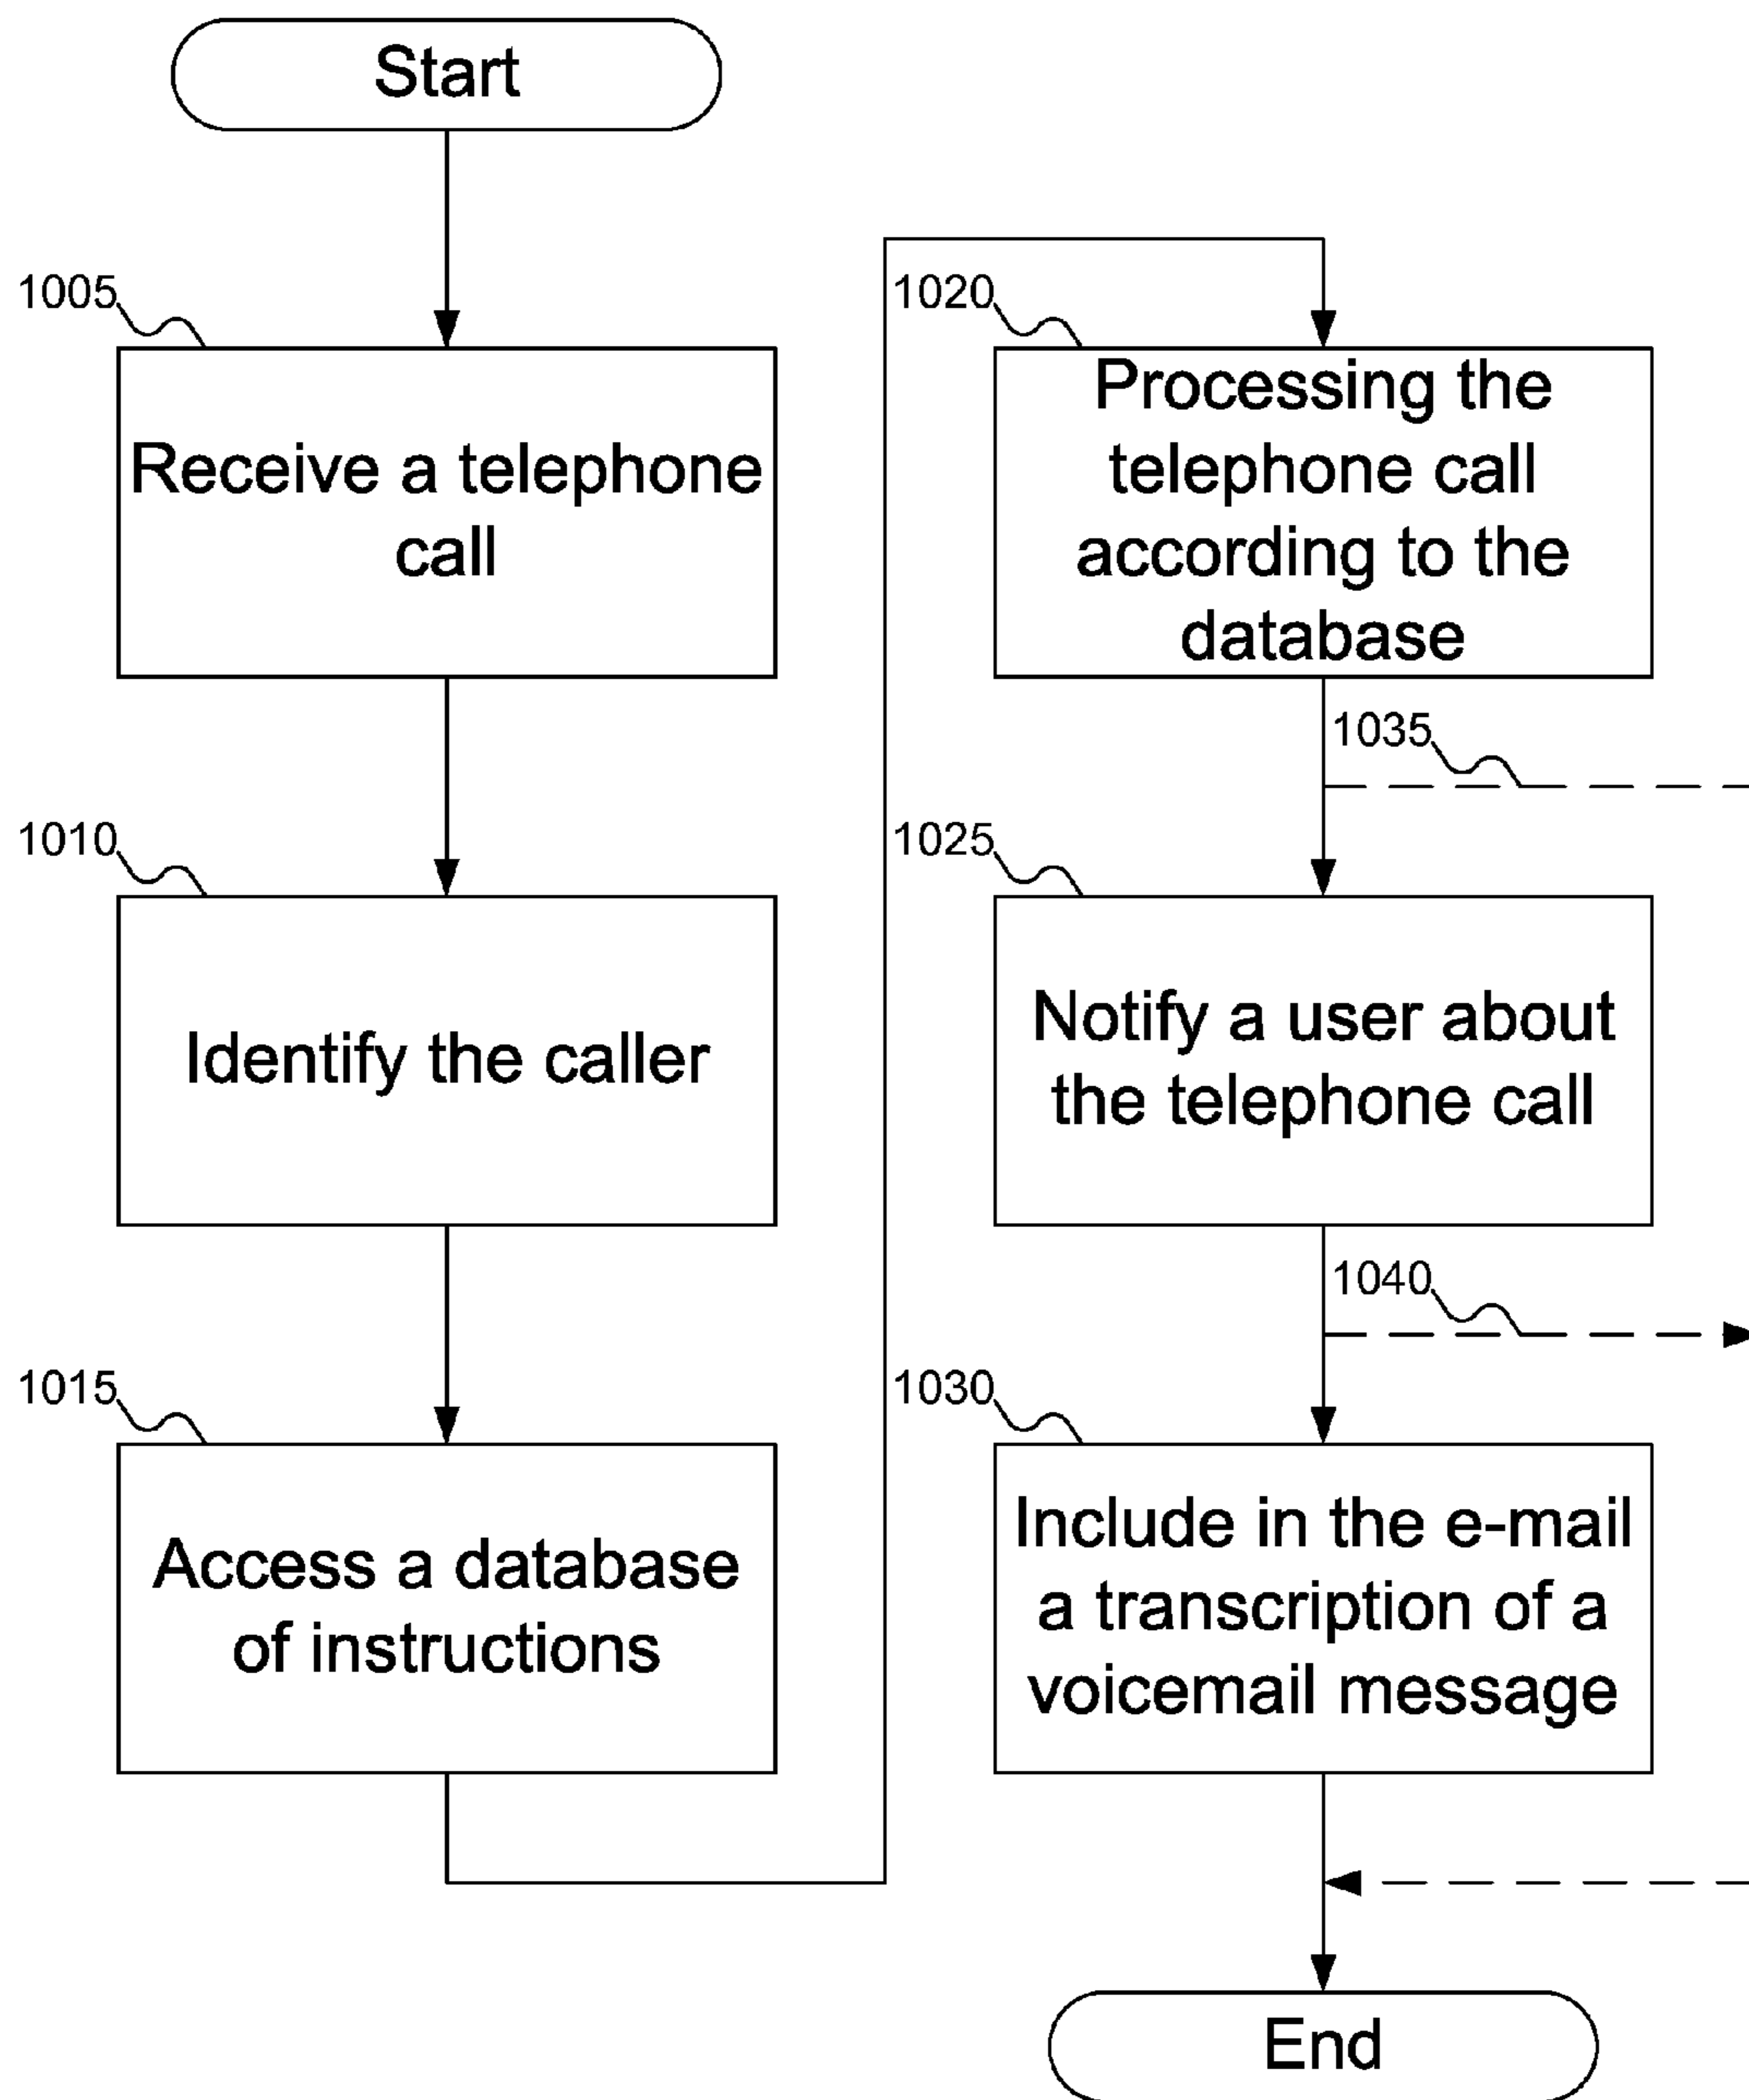 Start
1005
Receive a telephone
call
1010
Identify the caller
1015
Access a database
of instructions
1020
Processing the
telephone call
according to the
database
1035
1025
Notify a user about
the telephone call
1040
1030
Include in the e-mail
a transcription of a
voicemail message
End